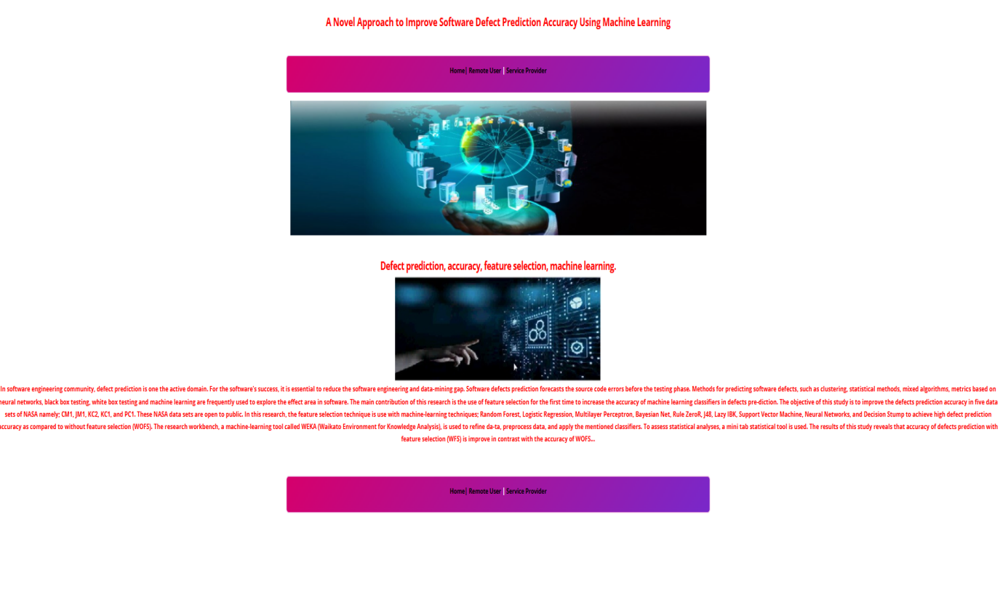 A Novel Approach to Improve Software Defect Prediction Accuracy Using Machine Learning
Home| Remote User | Service Provider
Defect prediction, accuracy, feature selection, machine learning.
In software engineering community, defect prediction is one the active domain. For the software's success, it is essential to reduce the software engineering and data-mining gap. Software defects prediction forecasts the source code errors before the testing phase. Methods for predicting software defects, such as clustering, statistical methods, mixed algorithms, metrics based on
neural networks, black box testing, white box testing and machine learning are frequently used to explore the effect area in software. The main contribution of this research is the use of feature selection for the first time to increase the accuracy of machine learning classifiers in defects pre-diction. The objective of this study is to improve the defects prediction accuracy in five data
sets of NASA namely; CM1, JM1, KC2, KC1, and PC1. These NASA data sets are open to public. In this research, the feature selection technique is use with machine-learning techniques; Random Forest, Logistic Regression, Multilayer Perceptron, Bayesian Net, Rule ZeroR, J48, Lazy IBK, Support Vector Machine, Neural Networks, and Decision Stump to achieve high defect prediction
accuracy as compared to without feature selection (WOFS). The research workbench, a machine-learning tool called WEKA (Waikato Environment for Knowledge Analysis), is used to refine da-ta, preprocess data, and apply the mentioned classifiers. To assess statistical analyses, a mini tab statistical tool is used. The results of this study reveals that accuracy of defects prediction with
feature selection (WFS) is improve in contrast with the accuracy of WOFS...
Home| Remote User | Service Provider